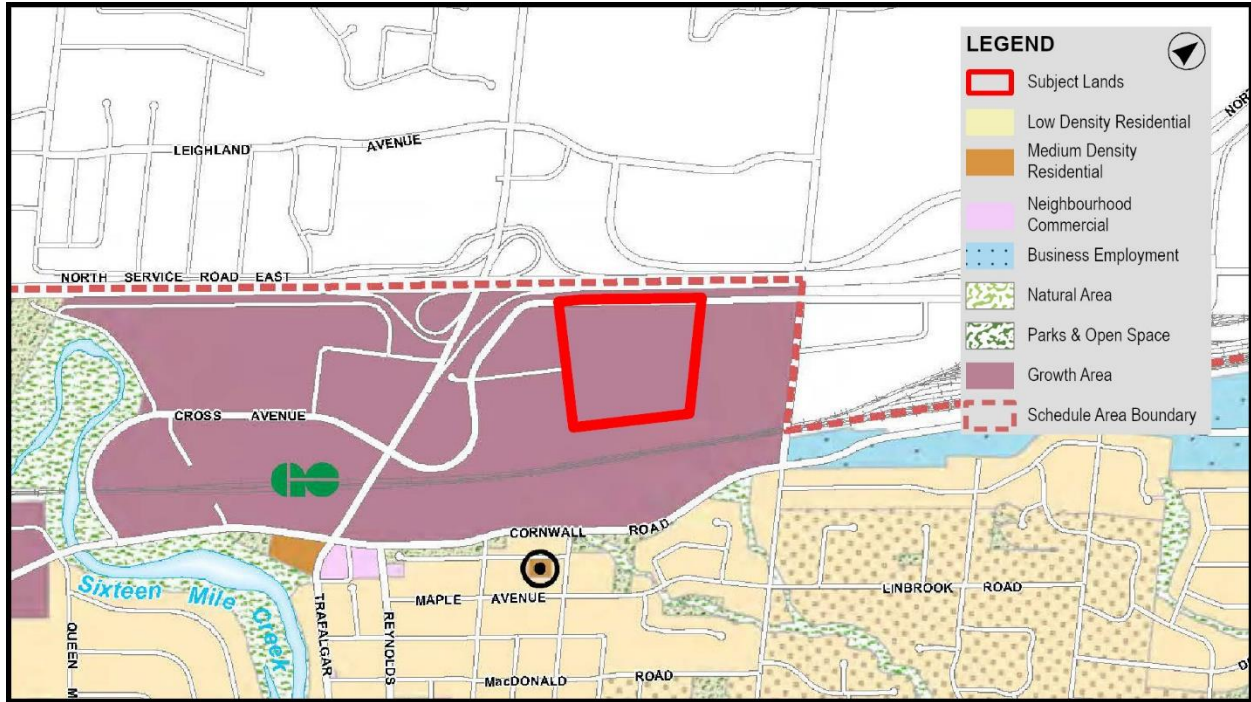 LEGEND
Subject Lands
Low Density Residential
Medium Density
Residential
Neighbourhood
Commercial
Business Employment
Natural Area
Parks & Open Space
Growth Area
Schedule Area Boundary
NOR
LEIGHLAND AVENUE
NORTH SERVICE ROAD EAST
CROSS AVENUE
GO
CORNWALL ROAD
Sixteen Mile Creek
MAPLE AVENUE
LINBROOK ROAD
TRAFALGAR
REYNOLDS
QUEEN M
MacDONALD ROAD